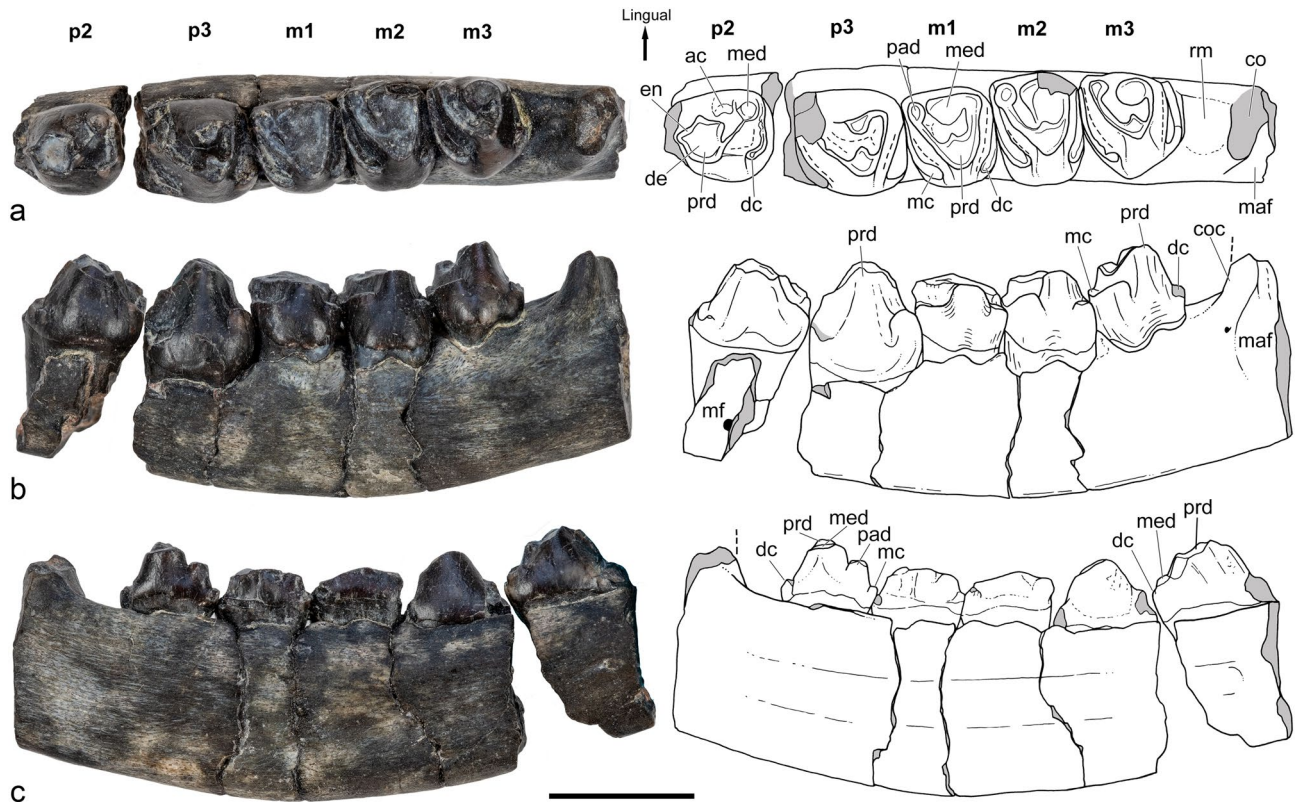 p2 p3 m1 m2 m3
Lingual
p2 p3 m1 m2 m3
ac med pad med rm co
en
de prd dc mc prd dc maf
a
prd mc prd dc coc
mf maf
b
dc prd med pad mc dc med prd
c